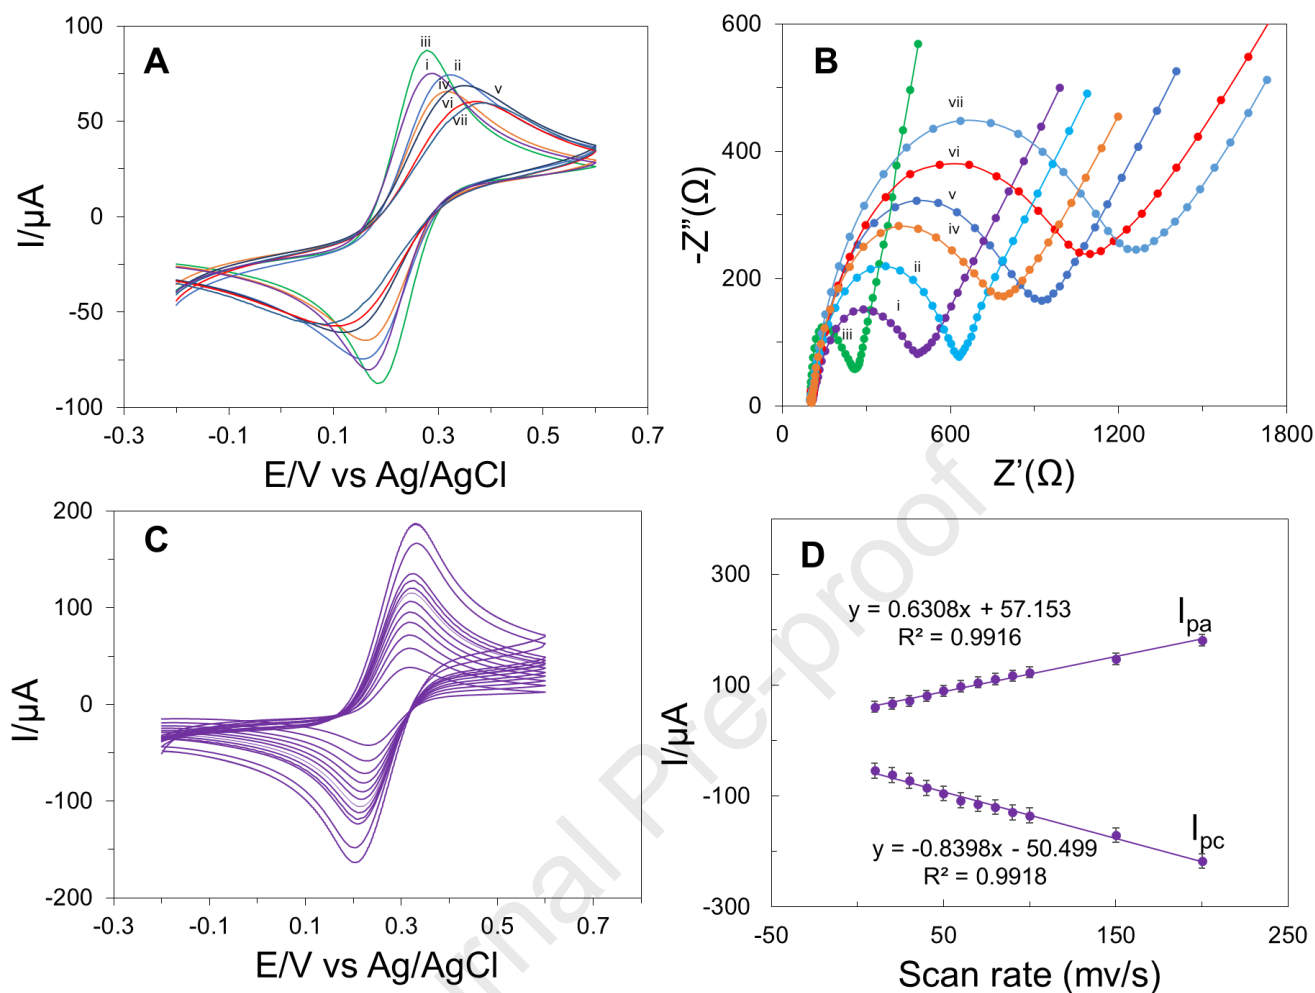 A
100
50
0
-50
-100
I/µA
-0.3
-0.1
0.1
0.3
0.5
0.7
E/V vs Ag/AgCl
iii
i
ii
iv
v
vi
vii
B
600
400
200
0
-Z"(Ω)
0
600
1200
1800
Z'(Ω)
vii
vi
v
iv
ii
i
iii
C
200
100
0
-100
-200
I/µA
-0.3
-0.1
0.1
0.3
0.5
0.7
E/V vs Ag/AgCl
D
300
100
-100
-300
I/µA
y = 0.6308x + 57.153
R² = 0.9916
Ipa
y = -0.8398x - 50.499
R² = 0.9918
Ipc
-50
50
150
250
Scan rate (mv/s)
rnal Pre-proof